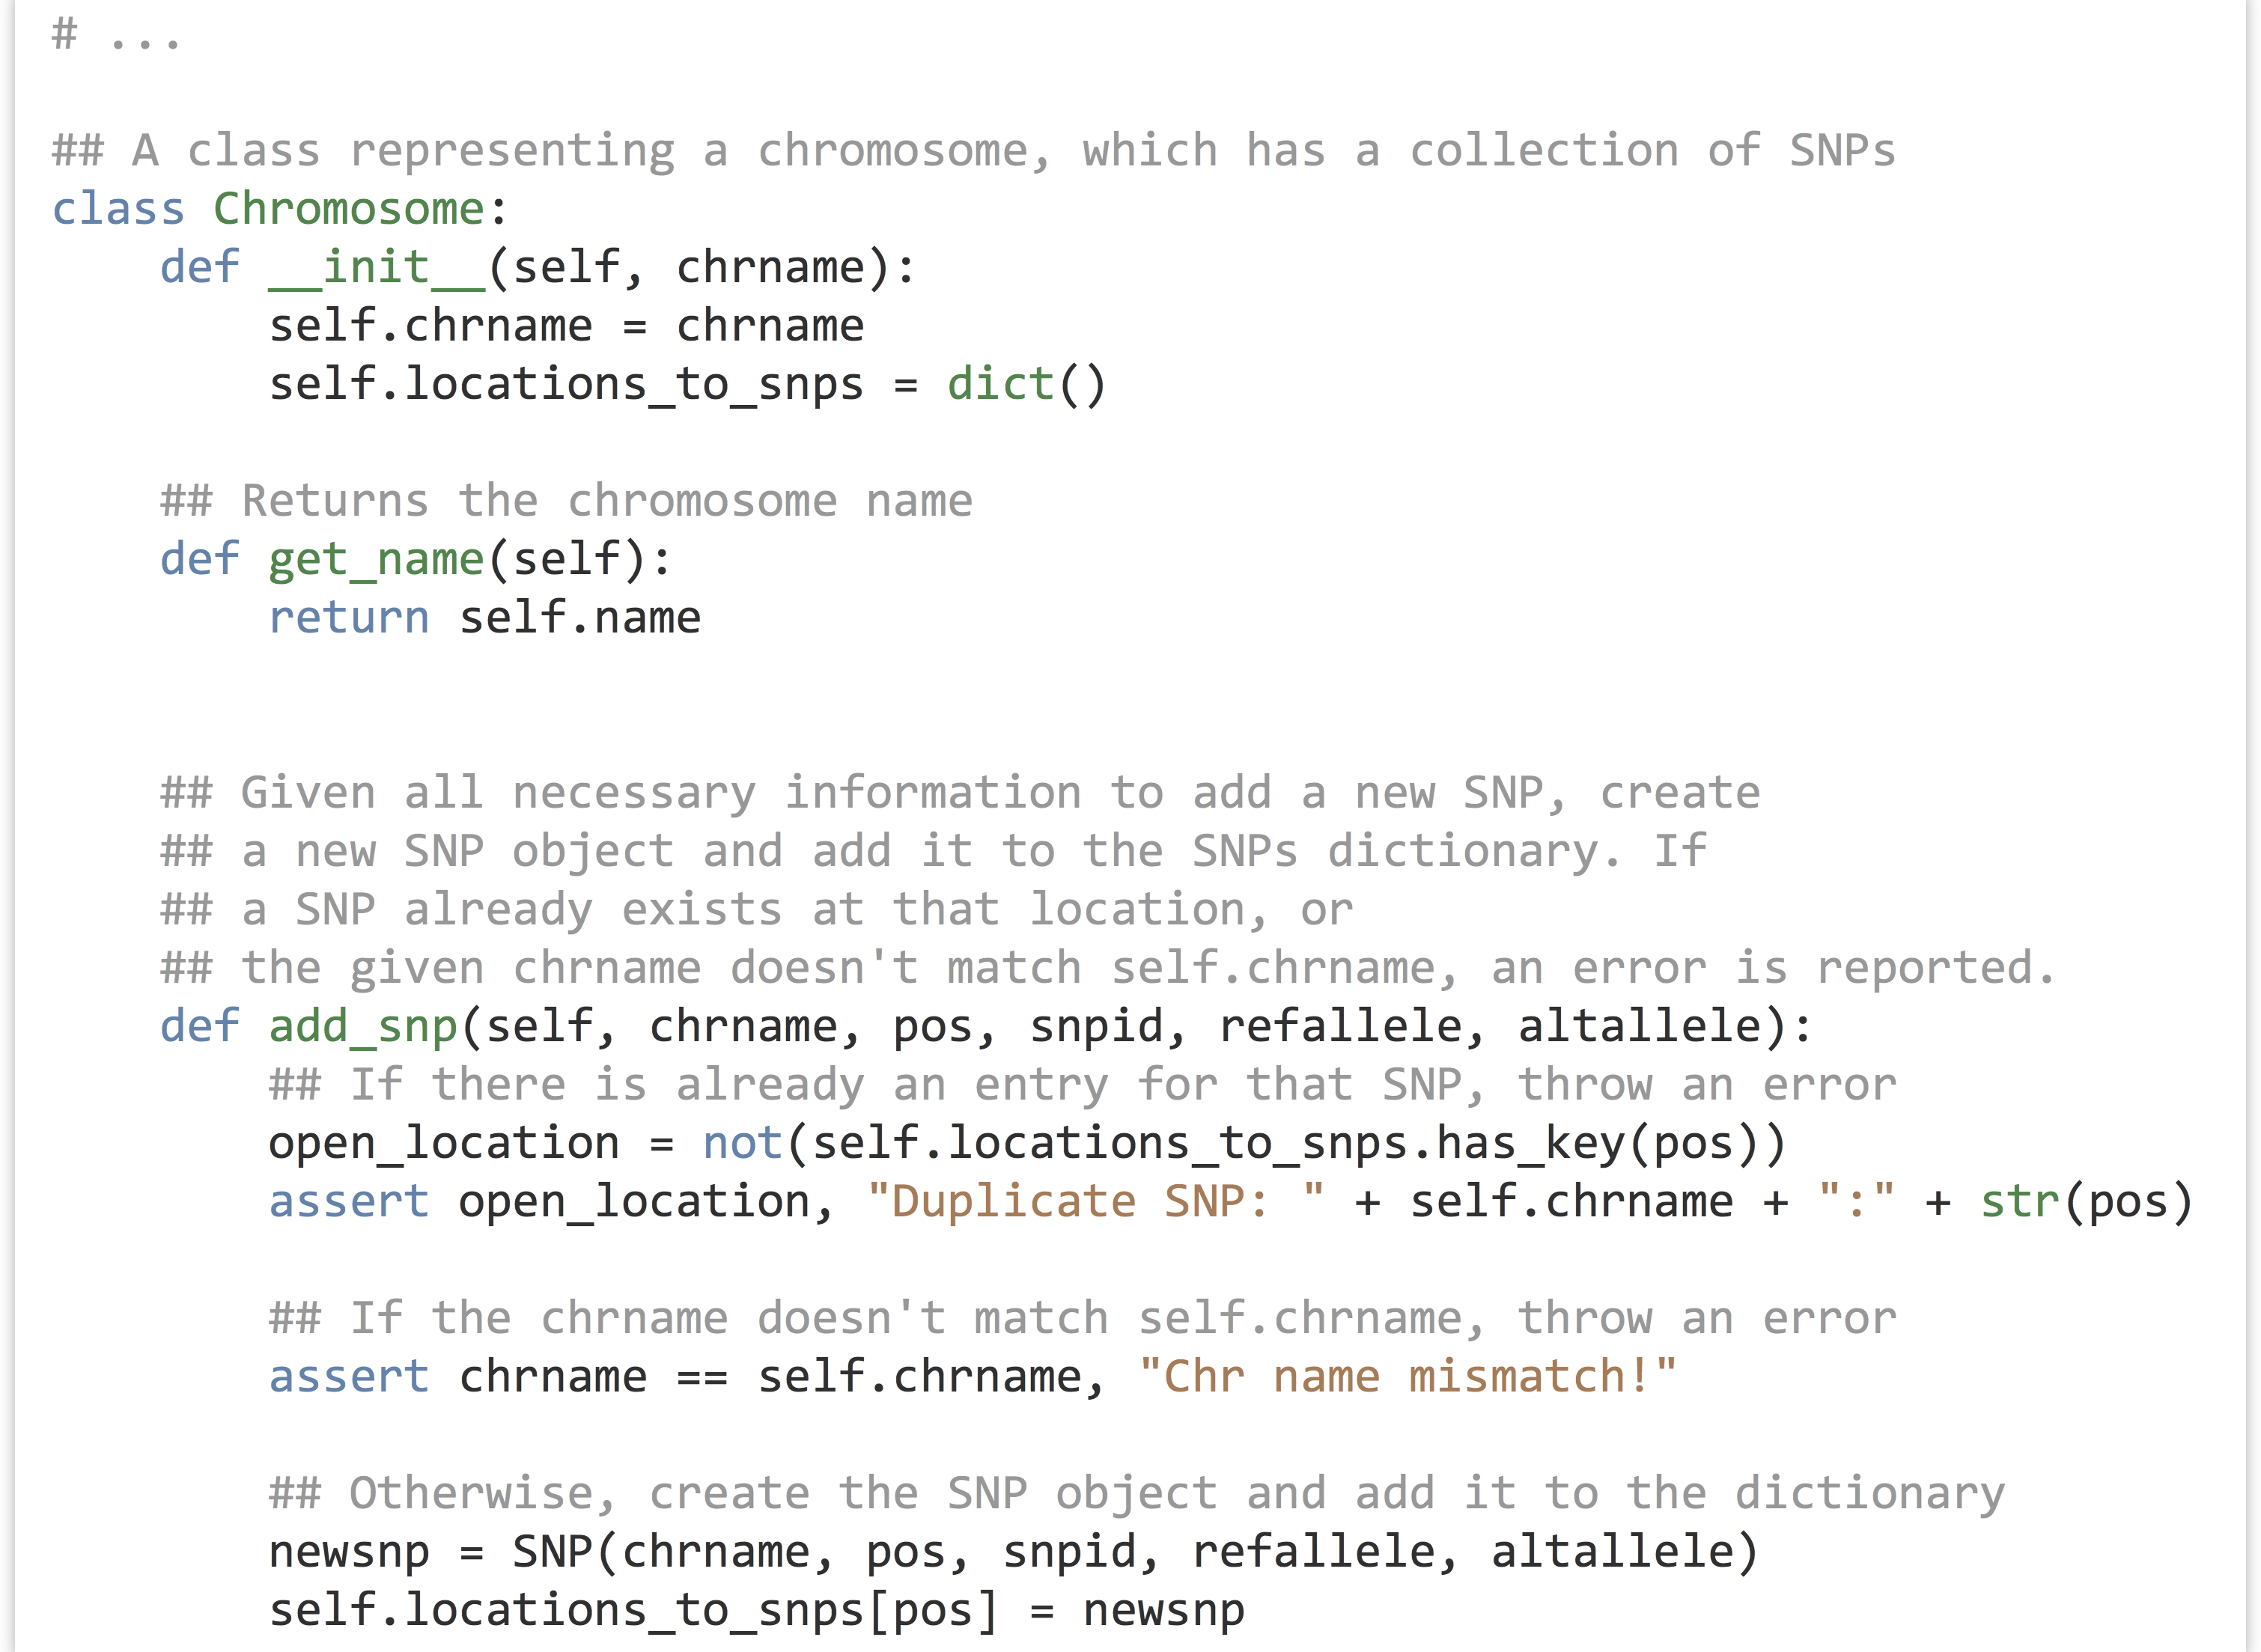 # ...
## A class representing a chromosome, which has a collection of SNPs
class Chromosome:
    def __init__(self, chrname):
        self.chrname = chrname
        self.locations_to_snps = dict()
    ## Returns the chromosome name
    def get_name(self):
        return self.name
    ## Given all necessary information to add a new SNP, create
    ## a new SNP object and add it to the SNPs dictionary. If
    ## a SNP already exists at that location, or
    ## the given chrname doesn't match self.chrname, an error is reported.
    def add_snp(self, chrname, pos, snpid, refallele, altallele):
        ## If there is already an entry for that SNP, throw an error
        open_location = not(self.locations_to_snps.has_key(pos))
        assert open_location, "Duplicate SNP: " + self.chrname + ":" + str(pos)
        ## If the chrname doesn't match self.chrname, throw an error
        assert chrname == self.chrname, "Chr name mismatch!"
        ## Otherwise, create the SNP object and add it to the dictionary
        newsnp = SNP(chrname, pos, snpid, refallele, altallele)
        self.locations_to_snps[pos] = newsnp